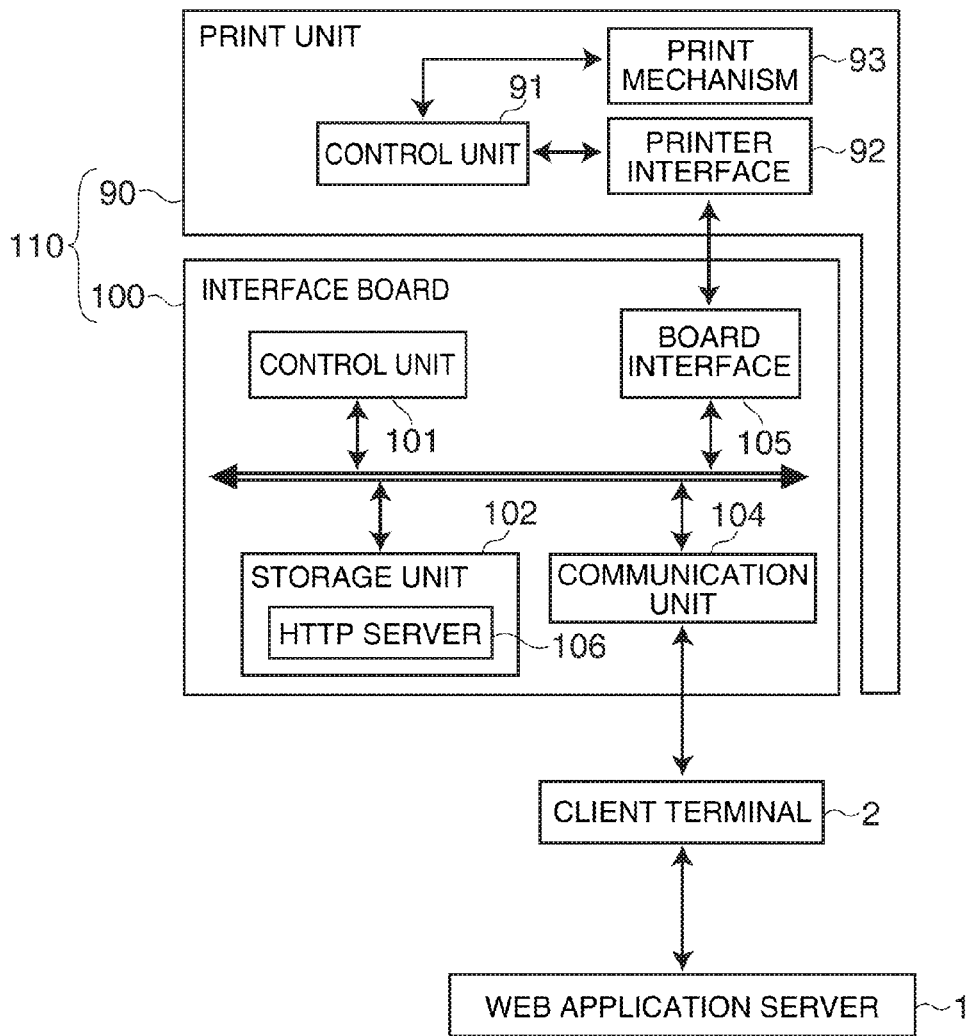 PRINT UNIT
PRINT
MECHANISM
93
91
CONTROL UNIT
PRINTER
INTERFACE
92
90
110
100
INTERFACE BOARD
CONTROL UNIT
101
BOARD
INTERFACE
105
102
STORAGE UNIT
HTTP SERVER
106
104
COMMUNICATION
UNIT
CLIENT TERMINAL
2
WEB APPLICATION SERVER
1